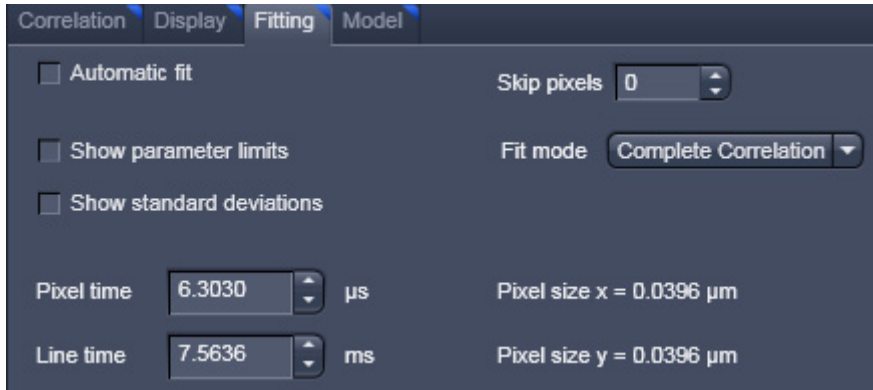 Correlation Display Fitting Model
Automatic fit
Skip pixels 0
Show parameter limits
Fit mode Complete Correlation
Show standard deviations
Pixel time 6.3030 µs
Pixel size x = 0.0396 µm
Line time 7.5636 ms
Pixel size y = 0.0396 µm